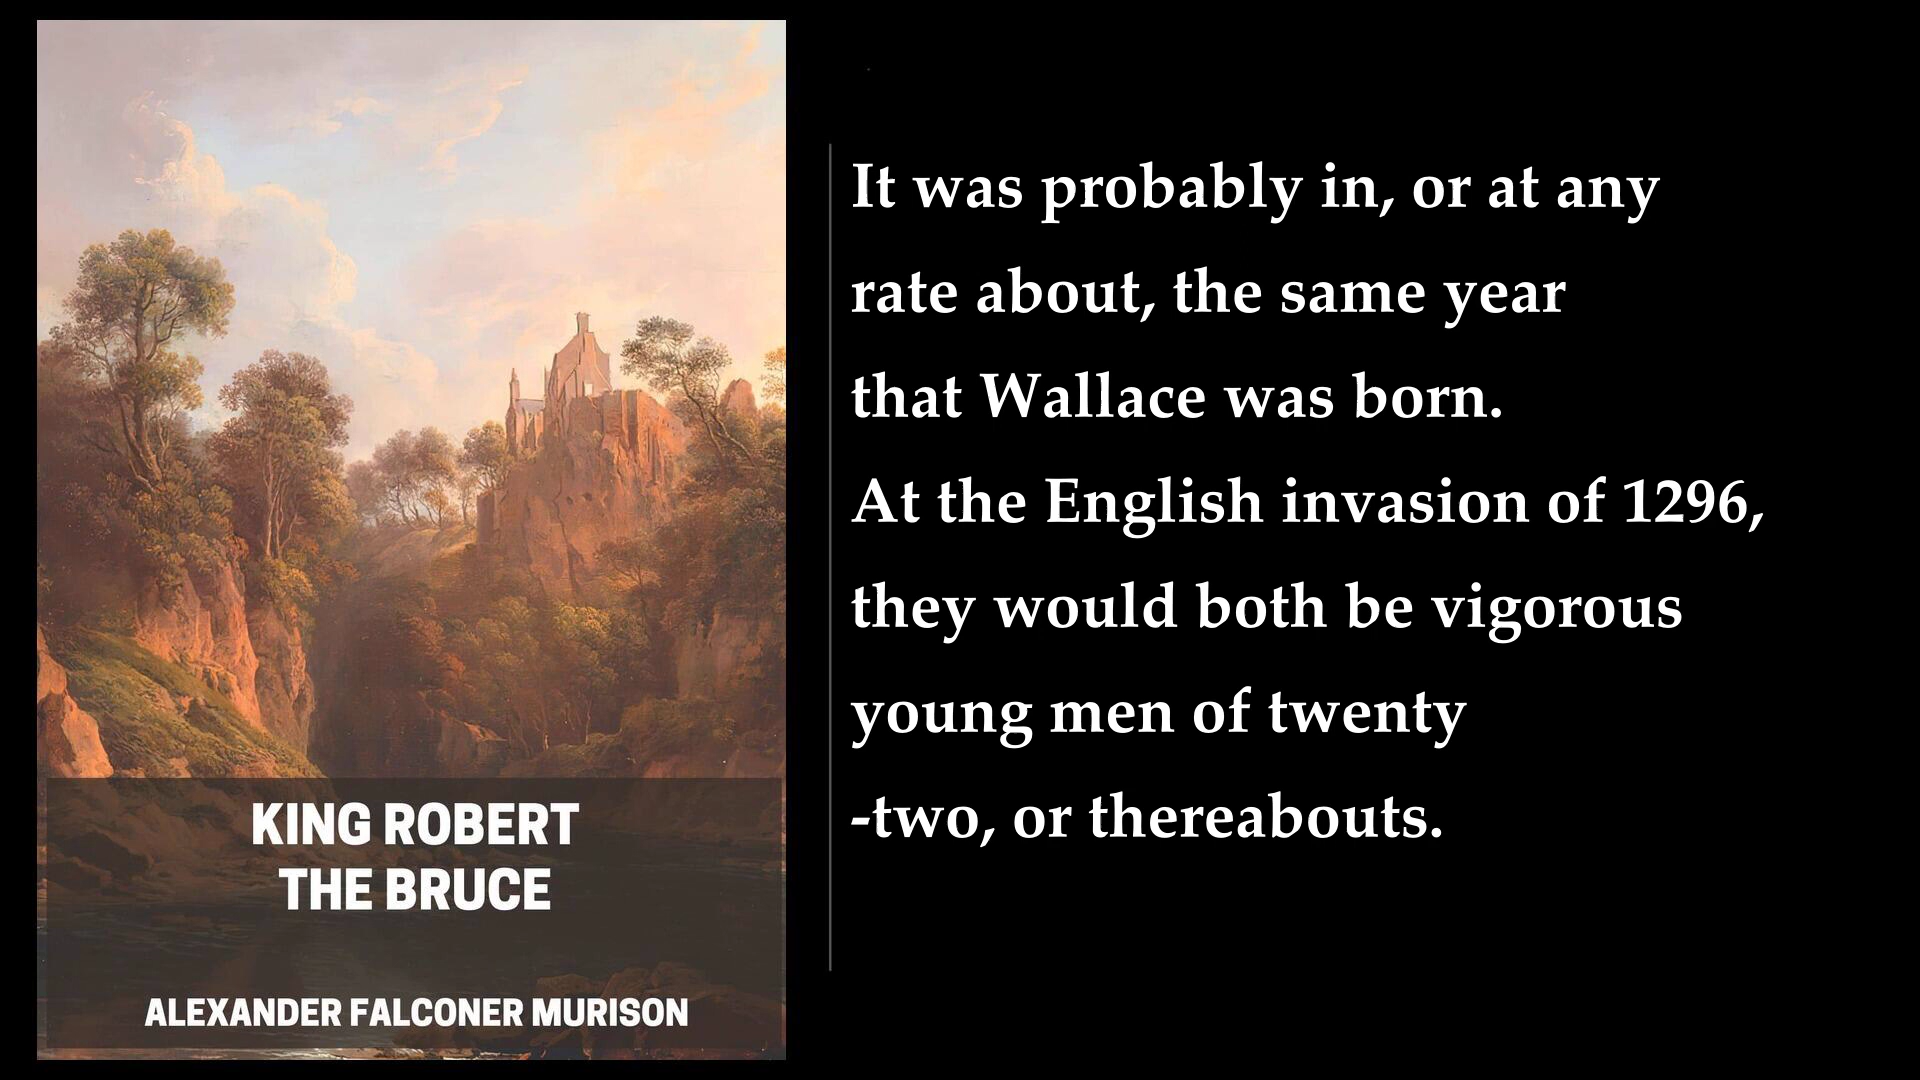 KING ROBERT
THE BRUCE
ALEXANDER FALCONER MURISON
It was probably in, or at any
rate about, the same year
that Wallace was born.
At the English invasion of 1296,
they would both be vigorous
young men of twenty
-two, or thereabouts.